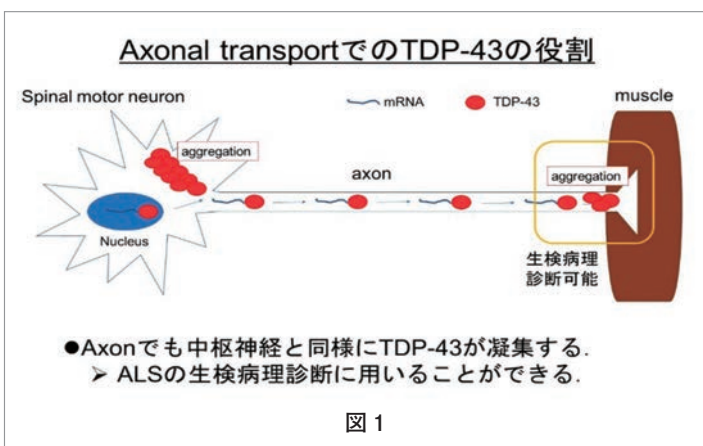 Axonal transportでのTDP-43の役割
Spinal motor neuron
mRNA
TDP-43
muscle
aggregation
axon
aggregation
Nucleus
生検病理
診断可能
●Axonでも中枢神経と同様にTDP-43が凝集する.
➢ ALSの生検病理診断に用いることができる.
図1